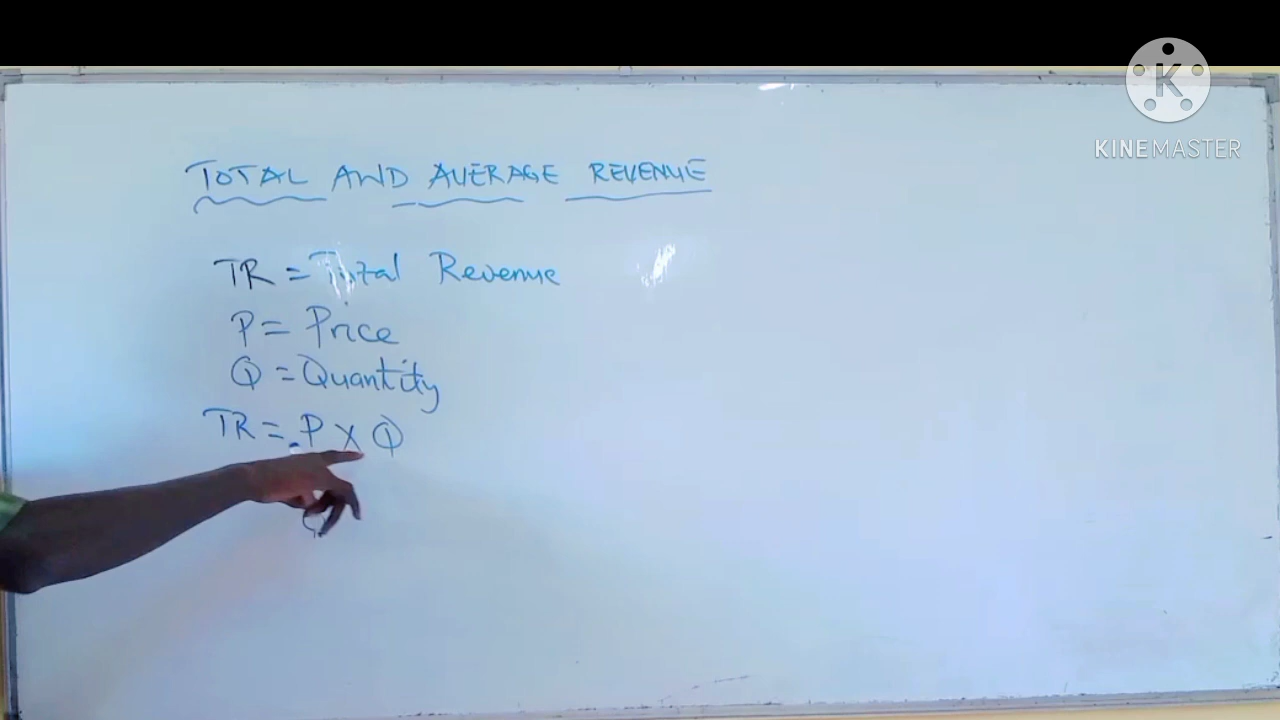 KINEMASTER
TOTAL AND AVERAGE REVENUE
TR = Total Revenue
P = Price
Q = Quantity
TR = P X Q